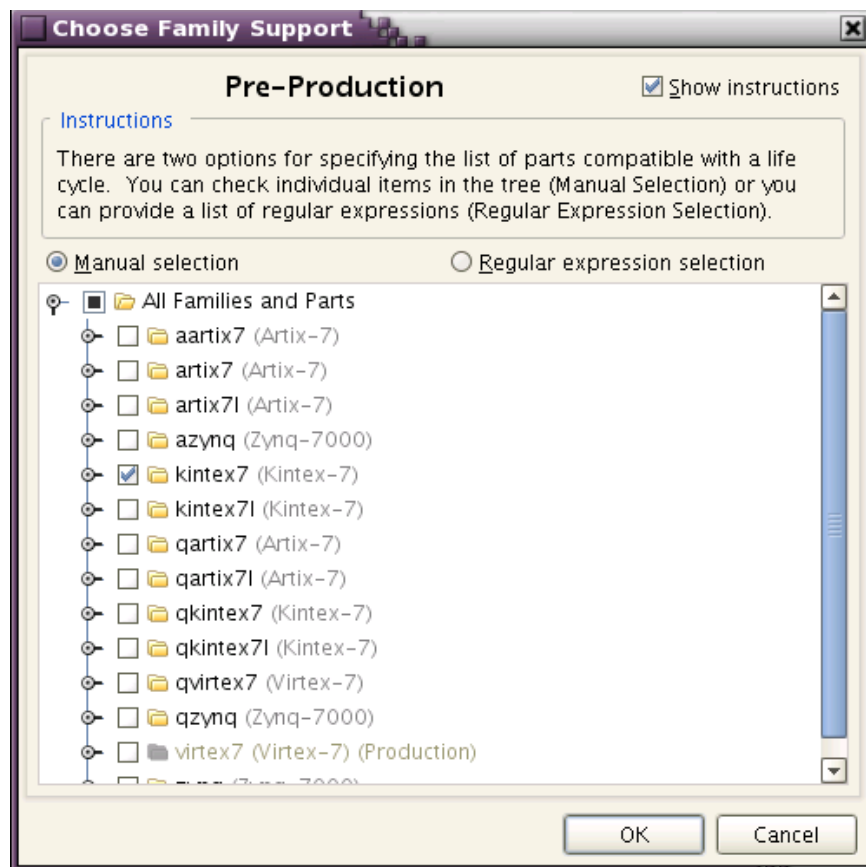 Choose Family Support
Pre-Production
Show instructions
Instructions
There are two options for specifying the list of parts compatible with a life
cycle. You can check individual items in the tree (Manual Selection) or you
can provide a list of regular expressions (Regular Expression Selection).
Manual selection
Regular expression selection
All Families and Parts
aartix7 (Artix-7)
artix7 (Artix-7)
artix7l (Artix-7)
azynq (Zynq-7000)
kintex7 (Kintex-7)
kintex7l (Kintex-7)
qartix7 (Artix-7)
qartix7l (Artix-7)
qkintex7 (Kintex-7)
qkintex7l (Kintex-7)
qvirtex7 (Virtex-7)
qzynq (Zynq-7000)
virtex7 (Virtex-7) (Production)
zynq (Zynq-7000)
OK
Cancel